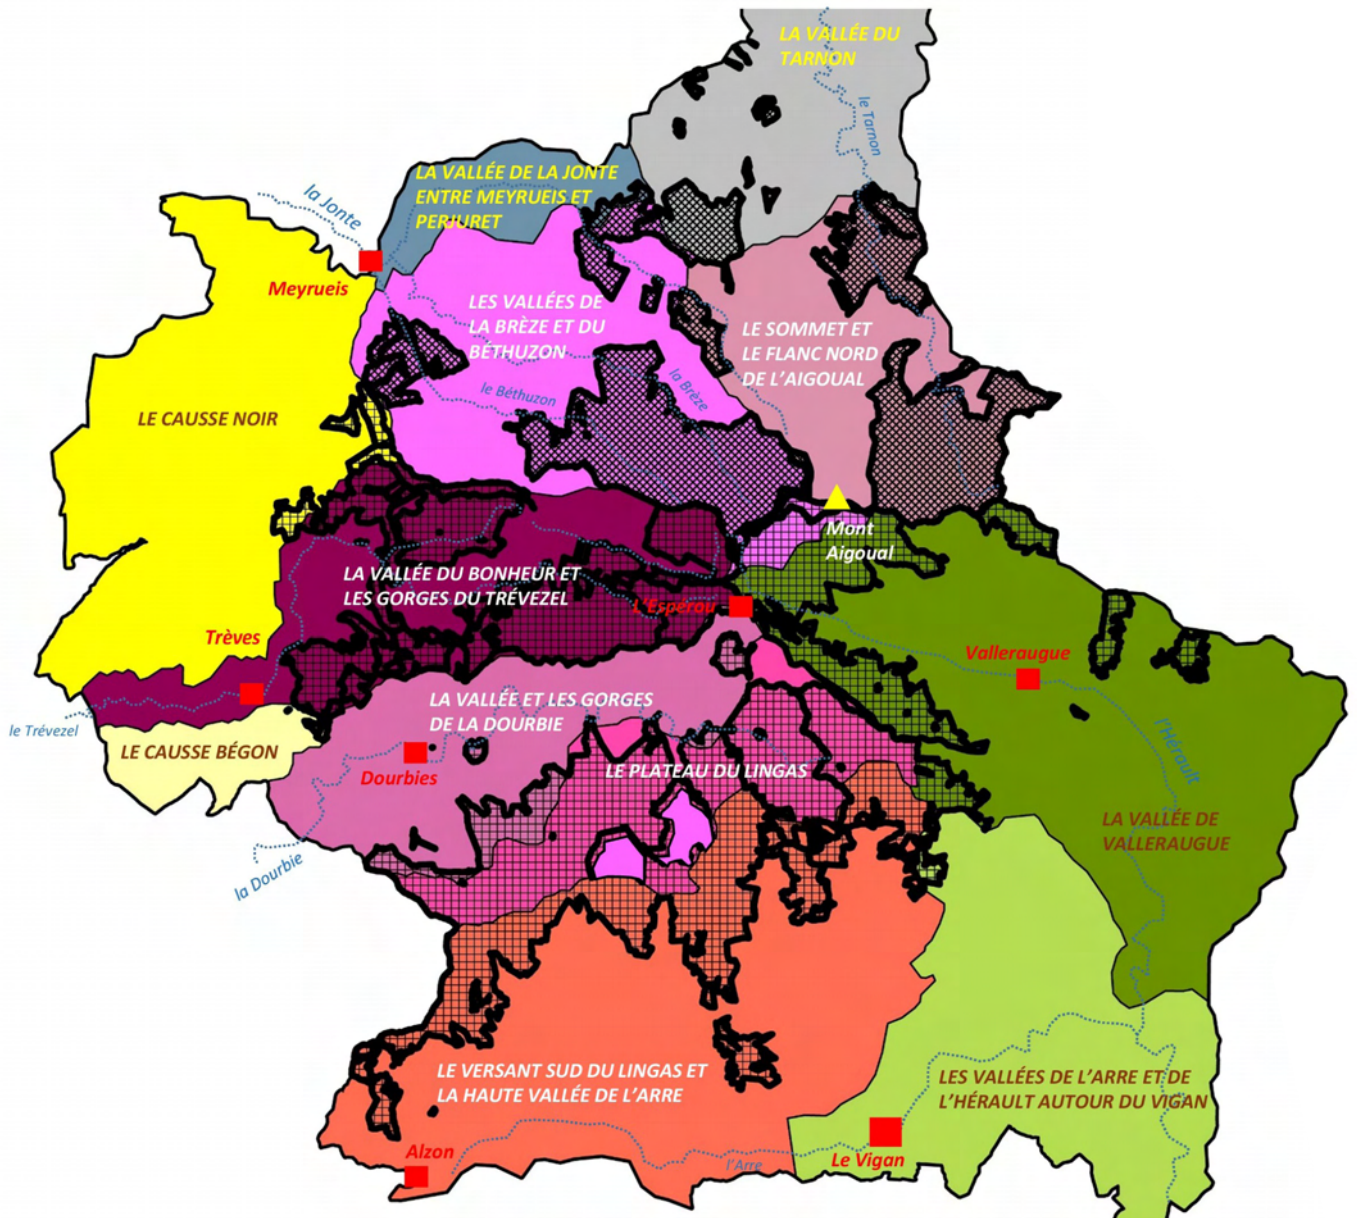 LA VALLÉE DU
TARNON
le Tarnon
LA VALLÉE DE LA JONTE
ENTRE MEYRUEIS ET
PERJURET
la Jonte
Meyrueis
LES VALLÉES DE
LA BRÈZE ET DU
BÉTHUZON
LE SOMMET ET
LE FLANC NORD
DE L'AIGOUAL
le Béthuzon
la Brèze
LE CAUSSE NOIR
Mont
Aigoual
LA VALLÉE DU BONHEUR ET
LES GORGES DU TRÉVEZEL
L'Espérou
Trèves
Valleraugue
le Trévezel
LA VALLÉE ET LES GORGES
DE LA DOURBIE
LE CAUSSE BÉGON
Dourbies
LE PLATEAU DU LINGAS
l'Hérault
LA VALLÉE DE
VALLERAUGUE
la Dourbie
LE VERSANT SUD DU LINGAS ET
LA HAUTE VALLÉE DE L'ARRE
LES VALLÉES DE L'ARRE ET DE
L'HÉRAULT AUTOUR DU VIGAN
Alzon
l'Arre
Le Vigan